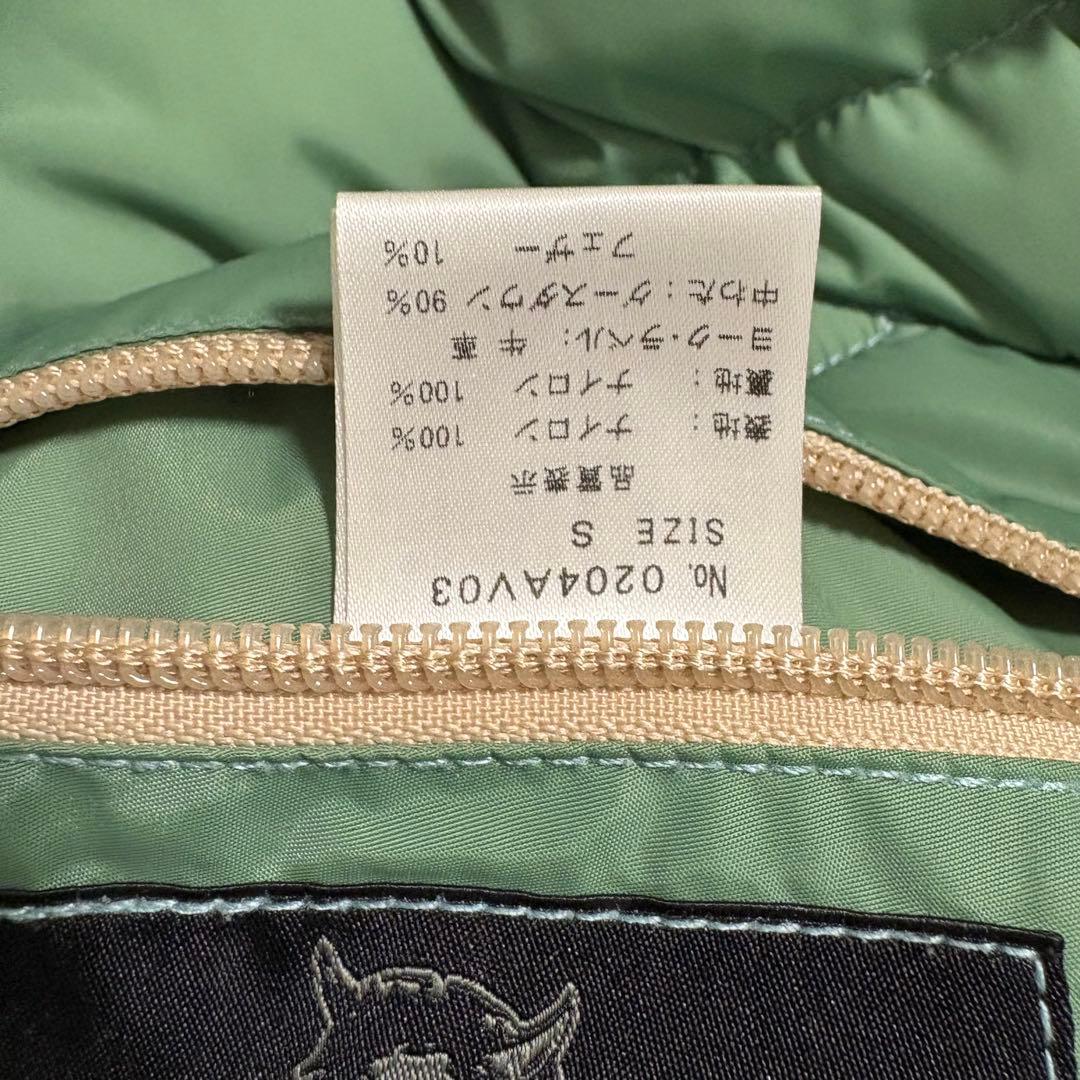 No. 0204AV03
SIZE S
品質表示
表地: ナイロン 100%
裏地: ナイロン 100%
ヨーク・ラベル: 牛革
中わた: グースダウン 90%
フェザー 10%